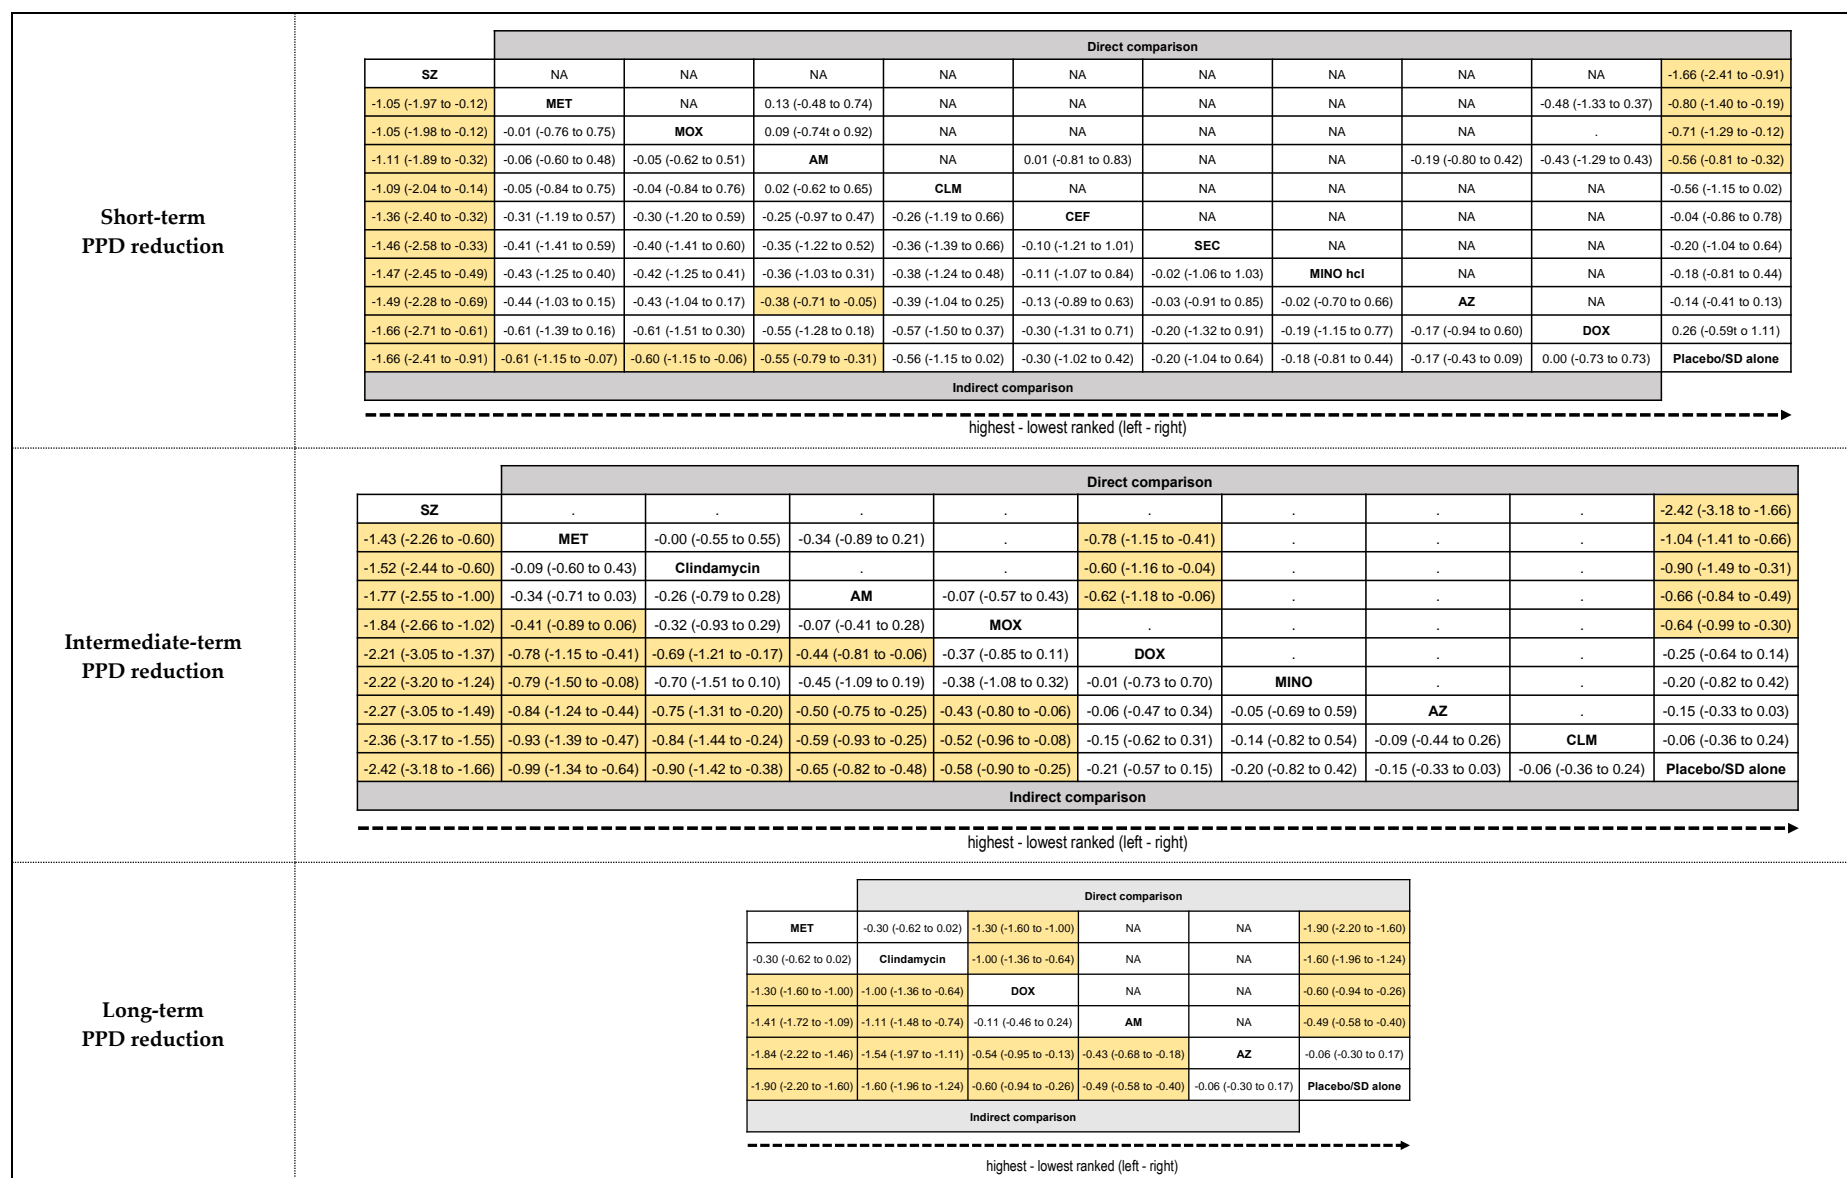 Short-term
PPD reduction
Direct comparison
SZ NA NA NA NA NA NA NA NA NA -1.66 (-2.41 to -0.91)
-1.05 (-1.97 to -0.12) MET NA 0.13 (-0.48 to 0.74) NA NA NA NA NA -0.48 (-1.33 to 0.37) -0.80 (-1.40 to -0.19)
-1.05 (-1.98 to -0.12) -0.01 (-0.76 to 0.75) MOX 0.09 (-0.74t o 0.92) NA NA NA NA NA . -0.71 (-1.29 to -0.12)
-1.11 (-1.89 to -0.32) -0.06 (-0.60 to 0.48) -0.05 (-0.62 to 0.51) AM NA 0.01 (-0.81 to 0.83) NA NA -0.19 (-0.80 to 0.42) -0.43 (-1.29 to 0.43) -0.56 (-0.81 to -0.32)
-1.09 (-2.04 to -0.14) -0.05 (-0.84 to 0.75) -0.04 (-0.84 to 0.76) 0.02 (-0.62 to 0.65) CLM NA NA NA NA NA -0.56 (-1.15 to 0.02)
-1.36 (-2.40 to -0.32) -0.31 (-1.19 to 0.57) -0.30 (-1.20 to 0.59) -0.25 (-0.97 to 0.47) -0.26 (-1.19 to 0.66) CEF NA NA NA NA -0.04 (-0.86 to 0.78)
-1.46 (-2.58 to -0.33) -0.41 (-1.41 to 0.59) -0.40 (-1.41 to 0.60) -0.35 (-1.22 to 0.52) -0.36 (-1.39 to 0.66) -0.10 (-1.21 to 1.01) SEC NA NA NA -0.20 (-1.04 to 0.64)
-1.47 (-2.45 to -0.49) -0.43 (-1.25 to 0.40) -0.42 (-1.25 to 0.41) -0.36 (-1.03 to 0.31) -0.38 (-1.24 to 0.48) -0.11 (-1.07 to 0.84) -0.02 (-1.06 to 1.03) MINO hcl NA NA -0.18 (-0.81 to 0.44)
-1.49 (-2.28 to -0.69) -0.44 (-1.03 to 0.15) -0.43 (-1.04 to 0.17) -0.38 (-0.71 to -0.05) -0.39 (-1.04 to 0.25) -0.13 (-0.89 to 0.63) -0.03 (-0.91 to 0.85) -0.02 (-0.70 to 0.66) AZ NA -0.14 (-0.41 to 0.13)
-1.66 (-2.71 to -0.61) -0.61 (-1.39 to 0.16) -0.61 (-1.51 to 0.30) -0.55 (-1.28 to 0.18) -0.57 (-1.50 to 0.37) -0.30 (-1.31 to 0.71) -0.20 (-1.32 to 0.91) -0.19 (-1.15 to 0.77) -0.17 (-0.94 to 0.60) DOX 0.26 (-0.59t o 1.11)
-1.66 (-2.41 to -0.91) -0.61 (-1.15 to -0.07) -0.60 (-1.15 to -0.06) -0.55 (-0.79 to -0.31) -0.56 (-1.15 to 0.02) -0.30 (-1.02 to 0.42) -0.20 (-1.04 to 0.64) -0.18 (-0.81 to 0.44) -0.17 (-0.43 to 0.09) 0.00 (-0.73 to 0.73) Placebo/SD alone
Indirect comparison
highest - lowest ranked (left - right)
Intermediate-term
PPD reduction
Direct comparison
SZ . . . . . . . . -2.42 (-3.18 to -1.66)
-1.43 (-2.26 to -0.60) MET -0.00 (-0.55 to 0.55) -0.34 (-0.89 to 0.21) . -0.78 (-1.15 to -0.41) . . . -1.04 (-1.41 to -0.66)
-1.52 (-2.44 to -0.60) -0.09 (-0.60 to 0.43) Clindamycin . . -0.60 (-1.16 to -0.04) . . . -0.90 (-1.49 to -0.31)
-1.77 (-2.55 to -1.00) -0.34 (-0.71 to 0.03) -0.26 (-0.79 to 0.28) AM -0.07 (-0.57 to 0.43) -0.62 (-1.18 to -0.06) . . . -0.66 (-0.84 to -0.49)
-1.84 (-2.66 to -1.02) -0.41 (-0.89 to 0.06) -0.32 (-0.93 to 0.29) -0.07 (-0.41 to 0.28) MOX . . . . -0.64 (-0.99 to -0.30)
-2.21 (-3.05 to -1.37) -0.78 (-1.15 to -0.41) -0.69 (-1.21 to -0.17) -0.44 (-0.81 to -0.06) -0.37 (-0.85 to 0.11) DOX . . . -0.25 (-0.64 to 0.14)
-2.22 (-3.20 to -1.24) -0.79 (-1.50 to -0.08) -0.70 (-1.51 to 0.10) -0.45 (-1.09 to 0.19) -0.38 (-1.08 to 0.32) -0.01 (-0.73 to 0.70) MINO . . -0.20 (-0.82 to 0.42)
-2.27 (-3.05 to -1.49) -0.84 (-1.24 to -0.44) -0.75 (-1.31 to -0.20) -0.50 (-0.75 to -0.25) -0.43 (-0.80 to -0.06) -0.06 (-0.47 to 0.34) -0.05 (-0.69 to 0.59) AZ . -0.15 (-0.33 to 0.03)
-2.36 (-3.17 to -1.55) -0.93 (-1.39 to -0.47) -0.84 (-1.44 to -0.24) -0.59 (-0.93 to -0.25) -0.52 (-0.96 to -0.08) -0.15 (-0.62 to 0.31) -0.14 (-0.82 to 0.54) -0.09 (-0.44 to 0.26) CLM -0.06 (-0.36 to 0.24)
-2.42 (-3.18 to -1.66) -0.99 (-1.34 to -0.64) -0.90 (-1.42 to -0.38) -0.65 (-0.82 to -0.48) -0.58 (-0.90 to -0.25) -0.21 (-0.57 to 0.15) -0.20 (-0.82 to 0.42) -0.15 (-0.33 to 0.03) -0.06 (-0.36 to 0.24) Placebo/SD alone
Indirect comparison
highest - lowest ranked (left - right)
Long-term
PPD reduction
Direct comparison
MET -0.30 (-0.62 to 0.02) -1.30 (-1.60 to -1.00) NA NA -1.90 (-2.20 to -1.60)
-0.30 (-0.62 to 0.02) Clindamycin -1.00 (-1.36 to -0.64) NA NA -1.60 (-1.96 to -1.24)
-1.30 (-1.60 to -1.00) -1.00 (-1.36 to -0.64) DOX NA NA -0.60 (-0.94 to -0.26)
-1.41 (-1.72 to -1.09) -1.11 (-1.48 to -0.74) -0.11 (-0.46 to 0.24) AM NA -0.49 (-0.58 to -0.40)
-1.84 (-2.22 to -1.46) -1.54 (-1.97 to -1.11) -0.54 (-0.95 to -0.13) -0.43 (-0.68 to -0.18) AZ -0.06 (-0.30 to 0.17)
-1.90 (-2.20 to -1.60) -1.60 (-1.96 to -1.24) -0.60 (-0.94 to -0.26) -0.49 (-0.58 to -0.40) -0.06 (-0.30 to 0.17) Placebo/SD alone
Indirect comparison
highest - lowest ranked (left - right)